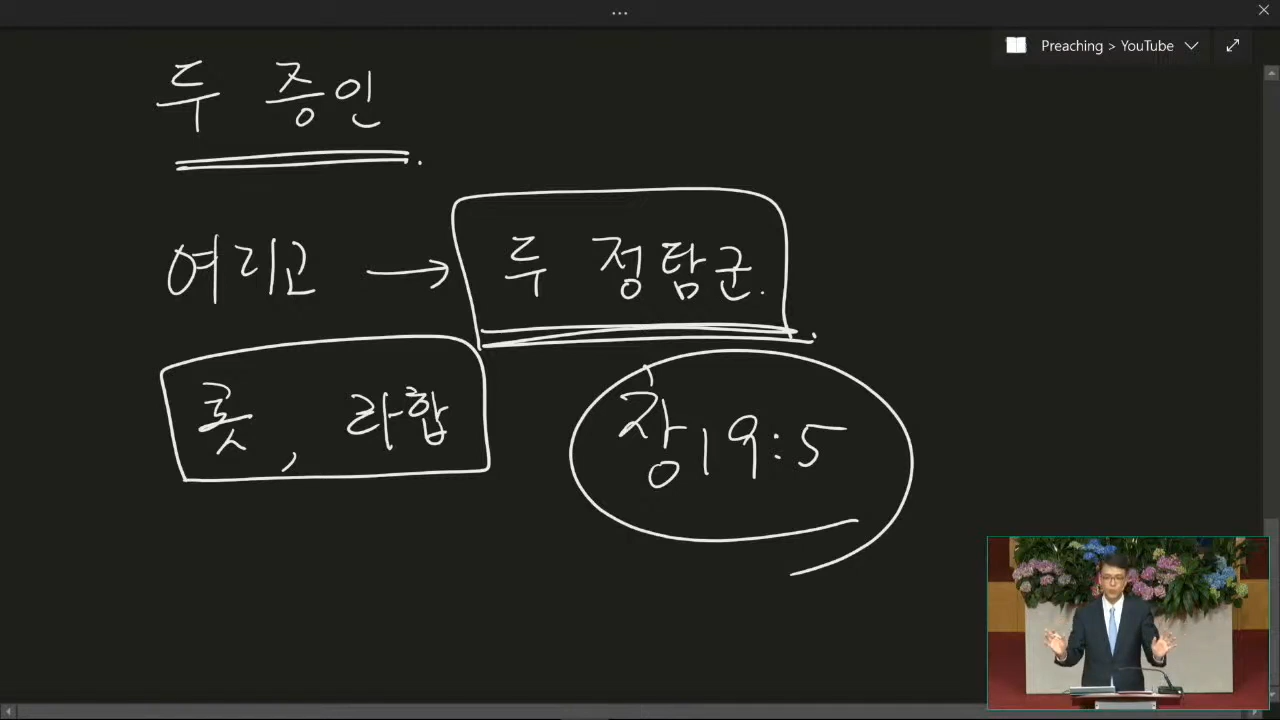 Preaching > YouTube
두 증인
여리고 → 두 정탐군.
롯, 라합
창19:5